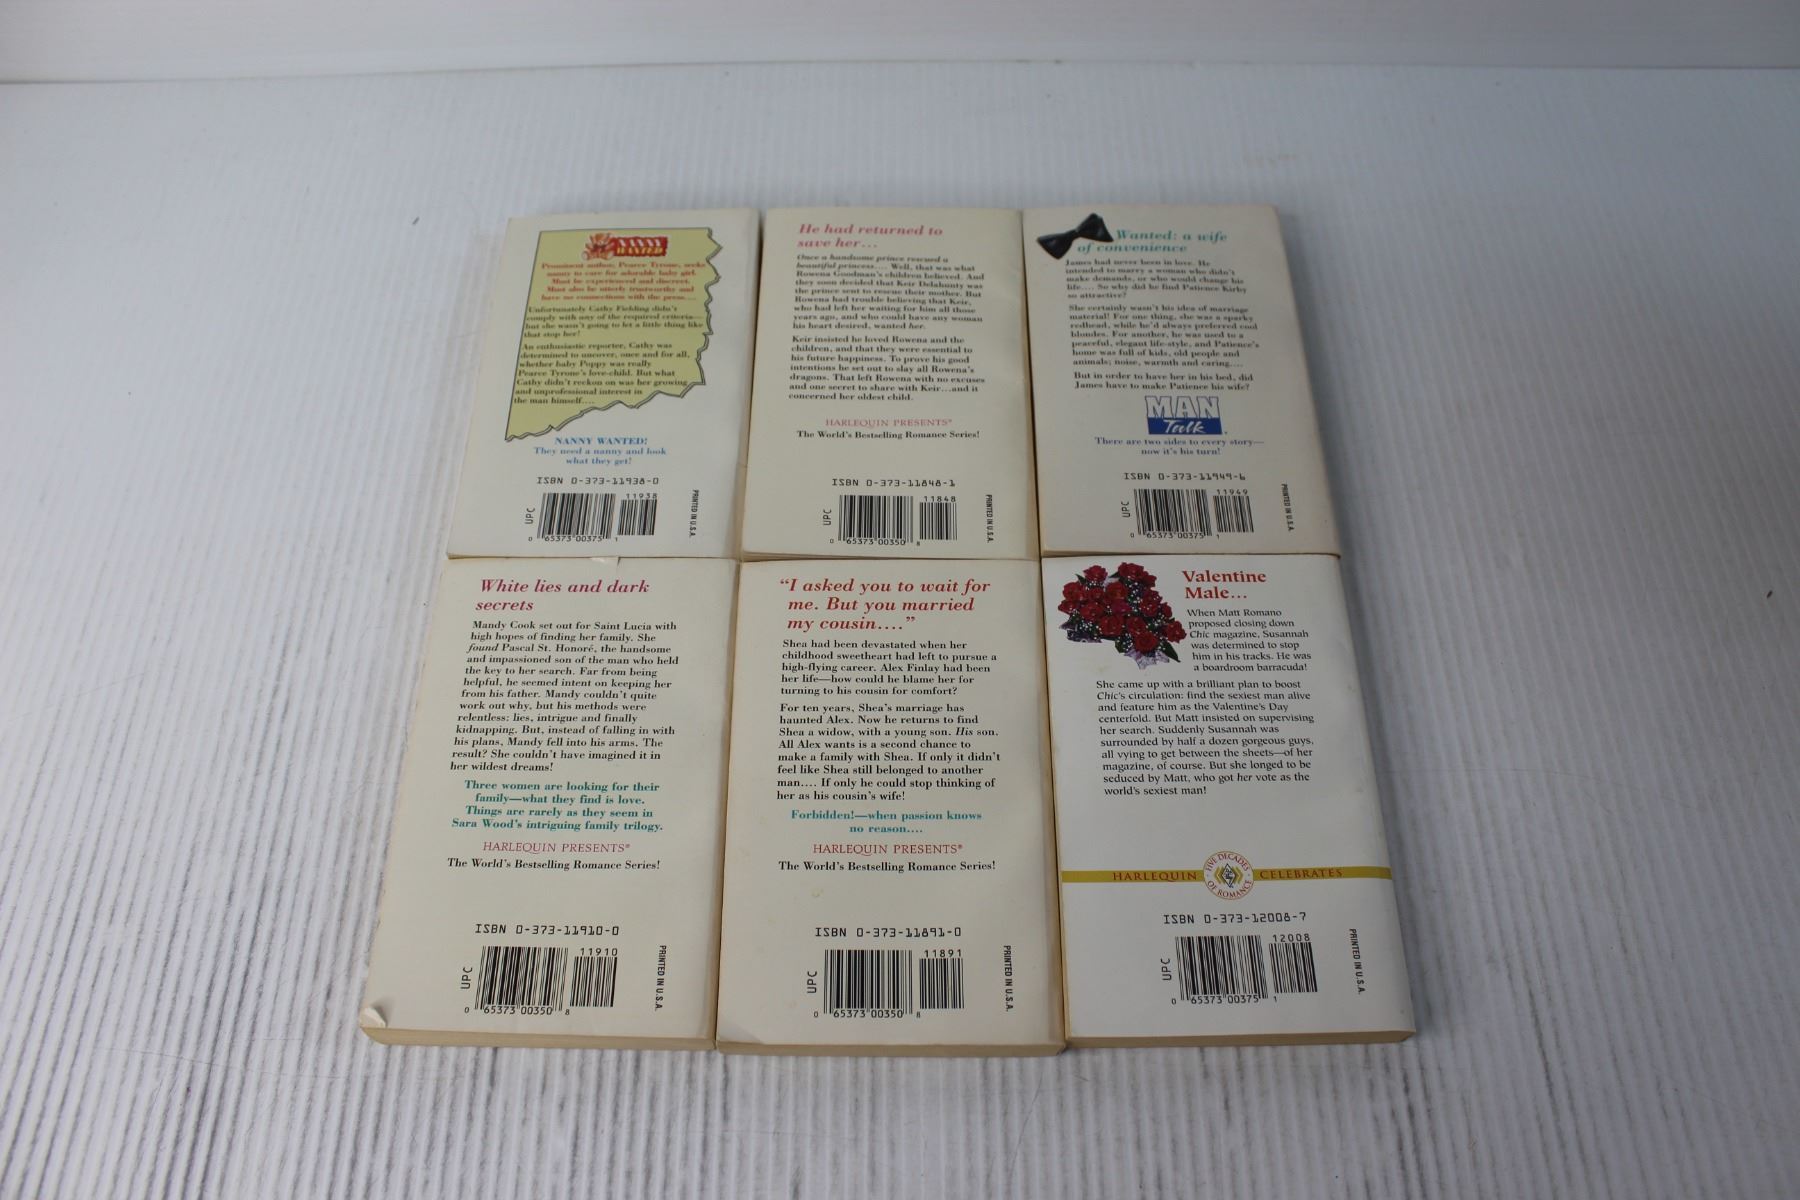 NANNY
WANTED
Prominent author, Pearce Tyrone, seeks
nanny to care for adorable baby girl.
Must be experienced and discreet.
Must also be utterly trustworthy and
have no connections with the press....
Unfortunately Cathy Fielding didn't
comply with any of the required criteria—
but she wasn't going to let a little thing like
that stop her!
An enthusiastic reporter, Cathy was
determined to uncover, once and for all,
whether baby Poppy was really
Pearce Tyrone's love-child. But what
Cathy didn't reckon on was her growing
and unprofessional interest in
the man himself....
NANNY WANTED!
They need a nanny and look
what they get!
ISBN 0-373-11938-0
11938
UPC
0 65373 00375 1
PRINTED IN U.S.A.
He had returned to
save her...
Once a handsome prince rescued a
beautiful princess.... Well, that was what
Rowena Goodman's children believed. And
they soon decided that Keir Delahunty was
the prince sent to rescue their mother. But
Rowena had trouble believing that Keir,
who had left her waiting for him all those
years ago, and who could have any woman
his heart desired, wanted her.
Keir insisted he loved Rowena and the
children, and that they were essential to
his future happiness. To prove his good
intentions he set out to slay all Rowena's
dragons. That left Rowena with no excuses
and one secret to share with Keir...and it
concerned her oldest child.
HARLEQUIN PRESENTS®
The World's Bestselling Romance Series!
ISBN 0-373-11848-1
11848
UPC
0 65373 00350 8
PRINTED IN U.S.A.
Wanted: a wife
of convenience
James had never been in love. He
intended to marry a woman who didn't
make demands, or who would change his
life.... So why did he find Patience Kirby
so attractive?
She certainly wasn't his idea of marriage
material! For one thing, she was a sparky
redhead, while he'd always preferred cool
blondes. For another, he was used to a
peaceful, elegant life-style, and Patience's
home was full of kids, old people and
animals; noise, warmth and caring....
But in order to have her in his bed, did
James have to make Patience his wife?
MAN
Talk
There are two sides to every story—
now it's his turn!
ISBN 0-373-11949-6
11949
UPC
0 65373 00375 1
PRINTED IN U.S.A.
White lies and dark
secrets
Mandy Cook set out for Saint Lucia with
high hopes of finding her family. She
found Pascal St. Honoré, the handsome
and impassioned son of the man who held
the key to her search. Far from being
helpful, he seemed intent on keeping her
from his father. Mandy couldn't quite
work out why, but his methods were
relentless: lies, intrigue and finally
kidnapping. But, instead of falling in with
his plans, Mandy fell into his arms. The
result? She couldn't have imagined it in
her wildest dreams!
Three women are looking for their
family—what they find is love.
Things are rarely as they seem in
Sara Wood's intriguing family trilogy.
HARLEQUIN PRESENTS®
The World's Bestselling Romance Series!
ISBN 0-373-11910-0
11910
UPC
0 65373 00350 8
PRINTED IN U.S.A.
"I asked you to wait for
me. But you married
my cousin...."
Shea had been devastated when her
childhood sweetheart had left to pursue a
high-flying career. Alex Finlay had been
her life—how could he blame her for
turning to his cousin for comfort?
For ten years, Shea's marriage has
haunted Alex. Now he returns to find
Shea a widow, with a young son. His son.
All Alex wants is a second chance to
make a family with Shea. If only it didn't
feel like Shea still belonged to another
man.... If only he could stop thinking of
her as his cousin's wife!
Forbidden!—when passion knows
no reason....
HARLEQUIN PRESENTS®
The World's Bestselling Romance Series!
ISBN 0-373-11891-0
11891
UPC
0 65373 00350 8
PRINTED IN U.S.A.
Valentine
Male...
When Matt Romano
proposed closing down
Chic magazine, Susannah
was determined to stop
him in his tracks. He was
a boardroom barracuda!
She came up with a brilliant plan to boost
Chic's circulation: find the sexiest man alive
and feature him as the Valentine's Day
centerfold. But Matt insisted on supervising
her search. Suddenly Susannah was
surrounded by half a dozen gorgeous guys,
all vying to get between the sheets—of her
magazine, of course. But she longed to be
seduced by Matt, who got her vote as the
world's sexiest man!
HARLEQUIN FIVE DECADES OF ROMANCE CELEBRATES
ISBN 0-373-12008-7
12008
UPC
0 65373 00375 1
PRINTED IN U.S.A.